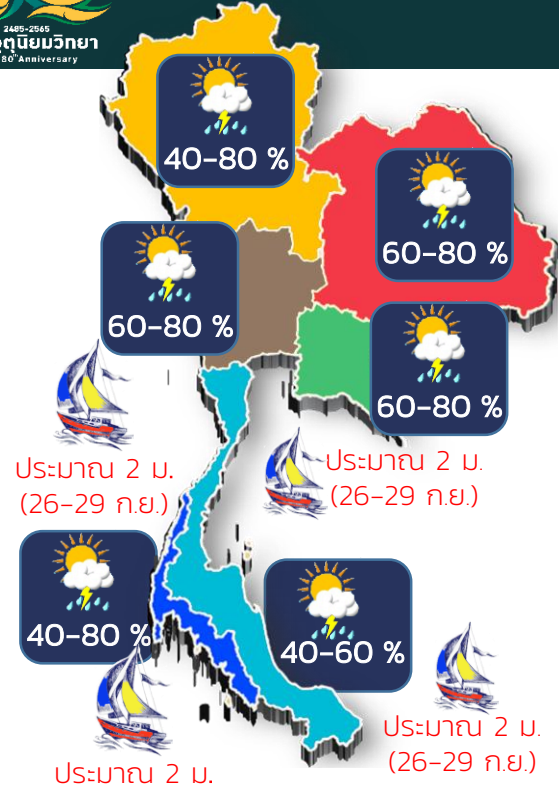 2485-2565
ตุนิยมวิทยา
80 Anniversary
40-80 %
60-80 %
60-80 %
60-80 %
ประมาณ 2 ม.
(26-29 ก.ย.)
ประมาณ 2 ม.
(26-29 ก.ย.)
40-80 %
40-60 %
ประมาณ 2 ม.
(26-29 ก.ย.)
ประมาณ 2 ม.